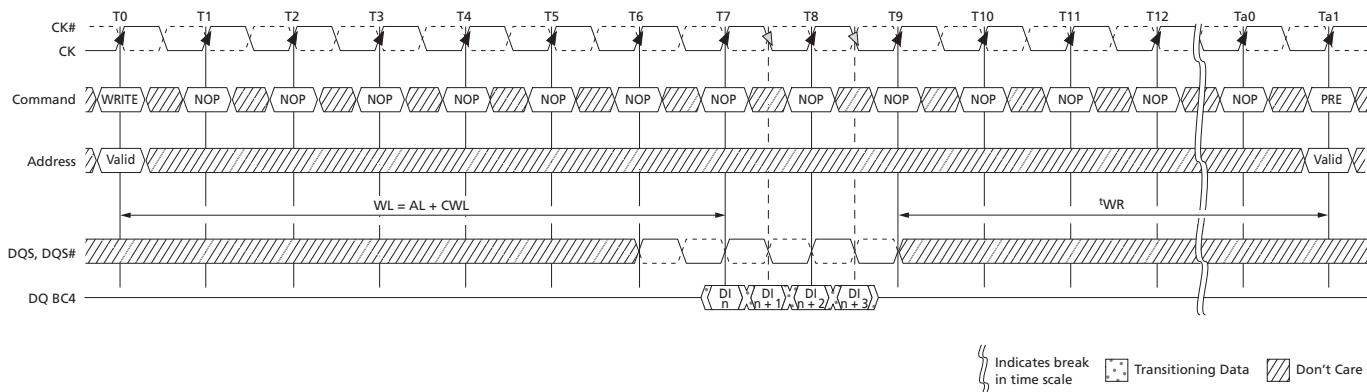 T0 T1 T2 T3 T4 T5 T6 T7 T8 T9 T10 T11 T12 Ta0 Ta1
CK#
CK
Command WRITE NOP NOP NOP NOP NOP NOP NOP NOP NOP NOP NOP NOP NOP PRE
Address Valid Valid
WL = AL + CWL tWR
DQS, DQS#
DQ BC4 DI n DI n + 1 DI n + 2 DI n + 3
Indicates break in time scale
Transitioning Data
Don't Care